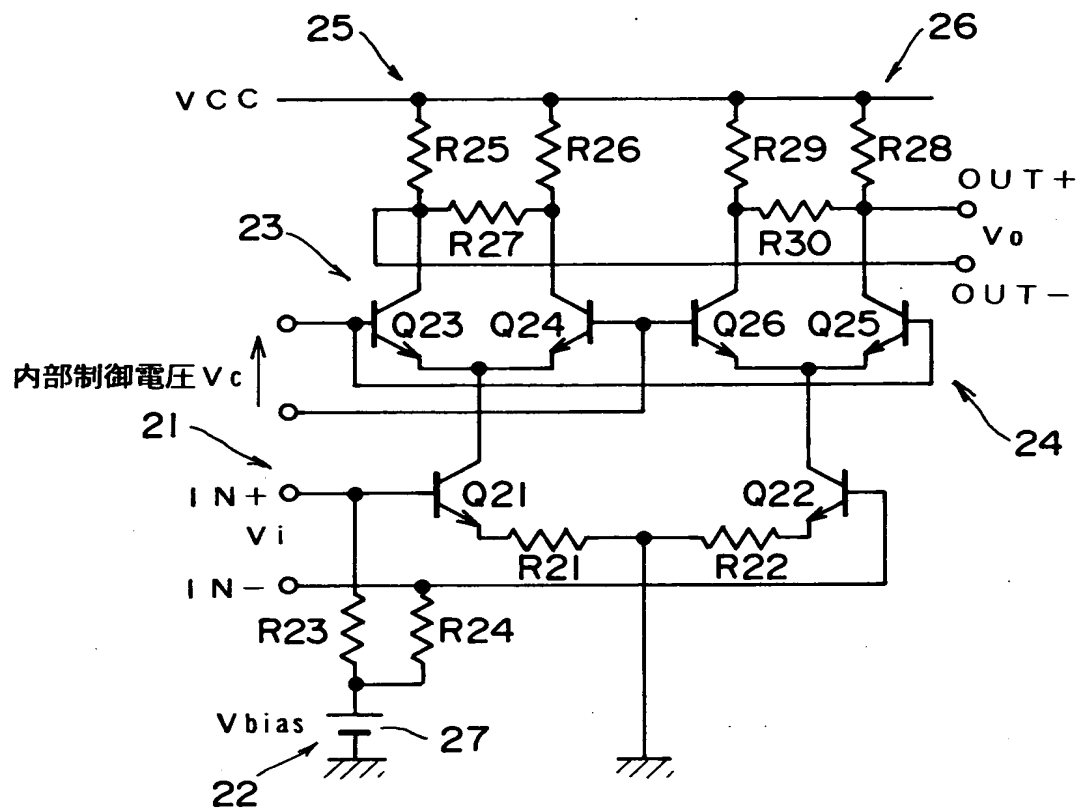 25
26
VCC
R25
R26
R29
R28
OUT+
Vo
OUT-
R27
R30
23
Q23
Q24
Q26
Q25
内部制御電圧Vc
21
24
IN+
Vi
IN-
Q21
Q22
R21
R22
R23
R24
Vbias
27
22